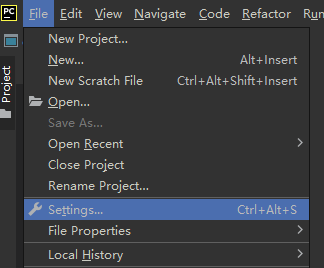 PC File Edit View Navigate Code Refactor
Project
New Project...
New... Alt+Insert
New Scratch File Ctrl+Alt+Shift+Insert
Open...
Save As...
Open Recent
Close Project
Rename Project...
Settings... Ctrl+Alt+S
File Properties
Local History